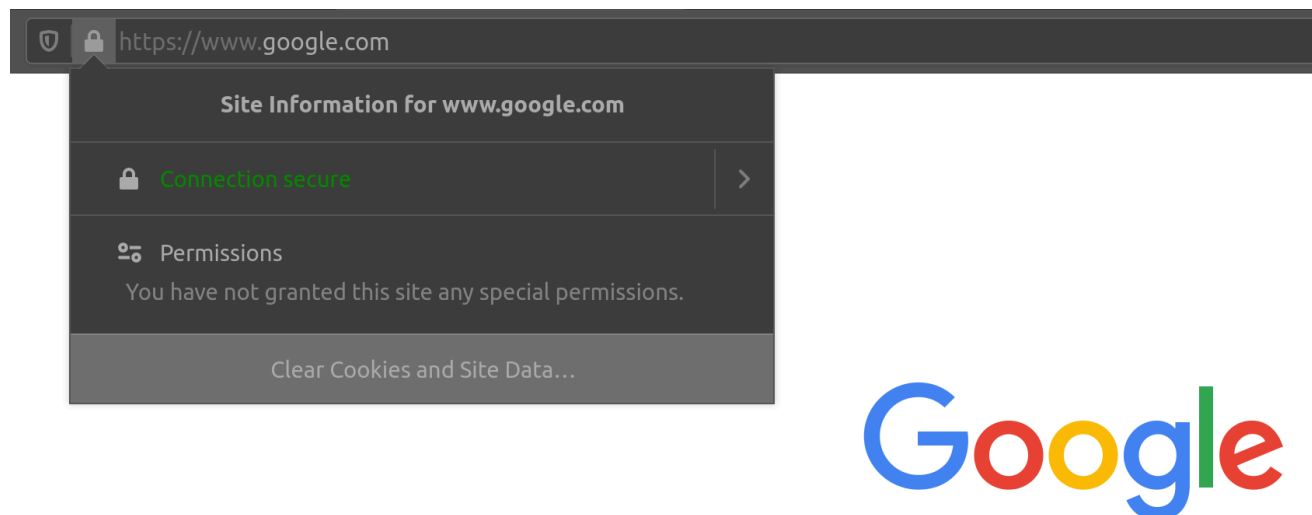 https://www.google.com
Site Information for www.google.com
Connection secure
Permissions
You have not granted this site any special permissions.
Clear Cookies and Site Data…
Google